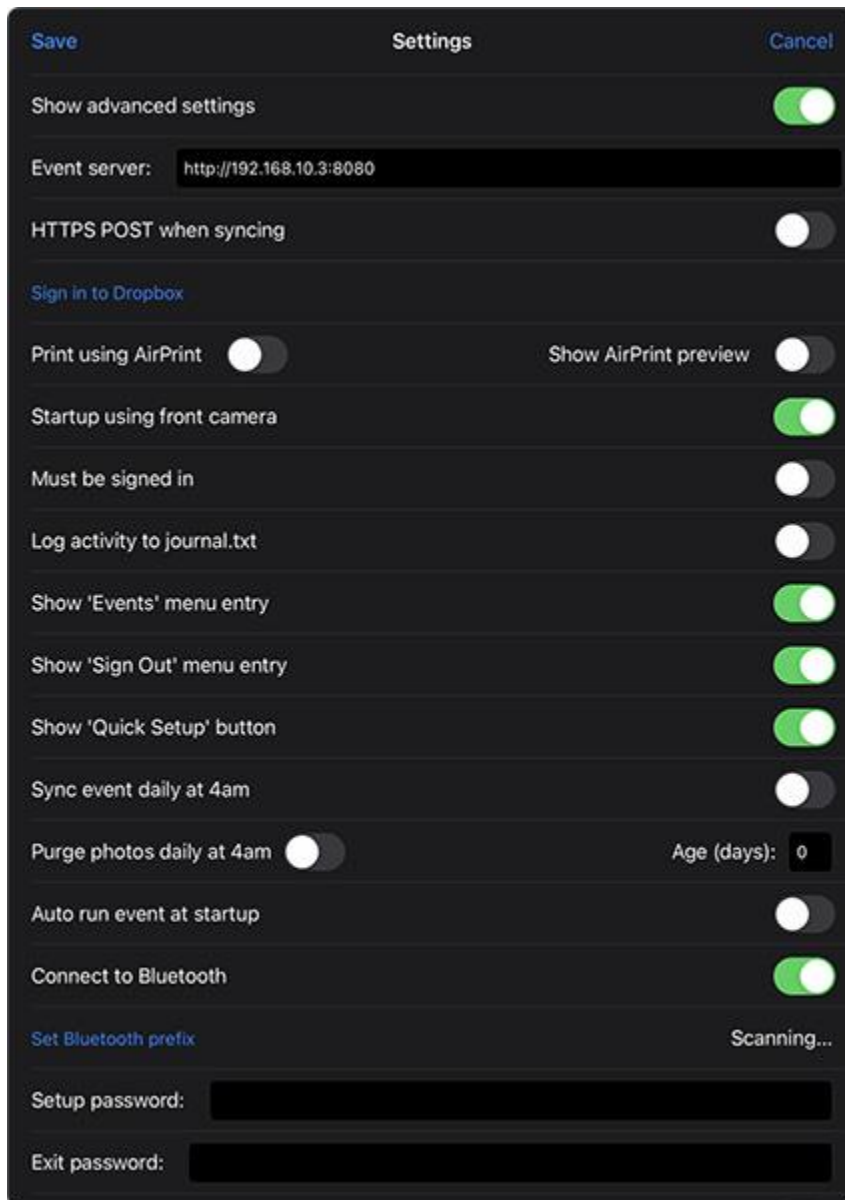 Save Settings Cancel
Show advanced settings
Event server: http://192.168.10.3:8080
HTTPS POST when syncing
Sign in to Dropbox
Print using AirPrint Show AirPrint preview
Startup using front camera
Must be signed in
Log activity to journal.txt
Show 'Events' menu entry
Show 'Sign Out' menu entry
Show 'Quick Setup' button
Sync event daily at 4am
Purge photos daily at 4am Age (days): 0
Auto run event at startup
Connect to Bluetooth
Set Bluetooth prefix Scanning...
Setup password:
Exit password: